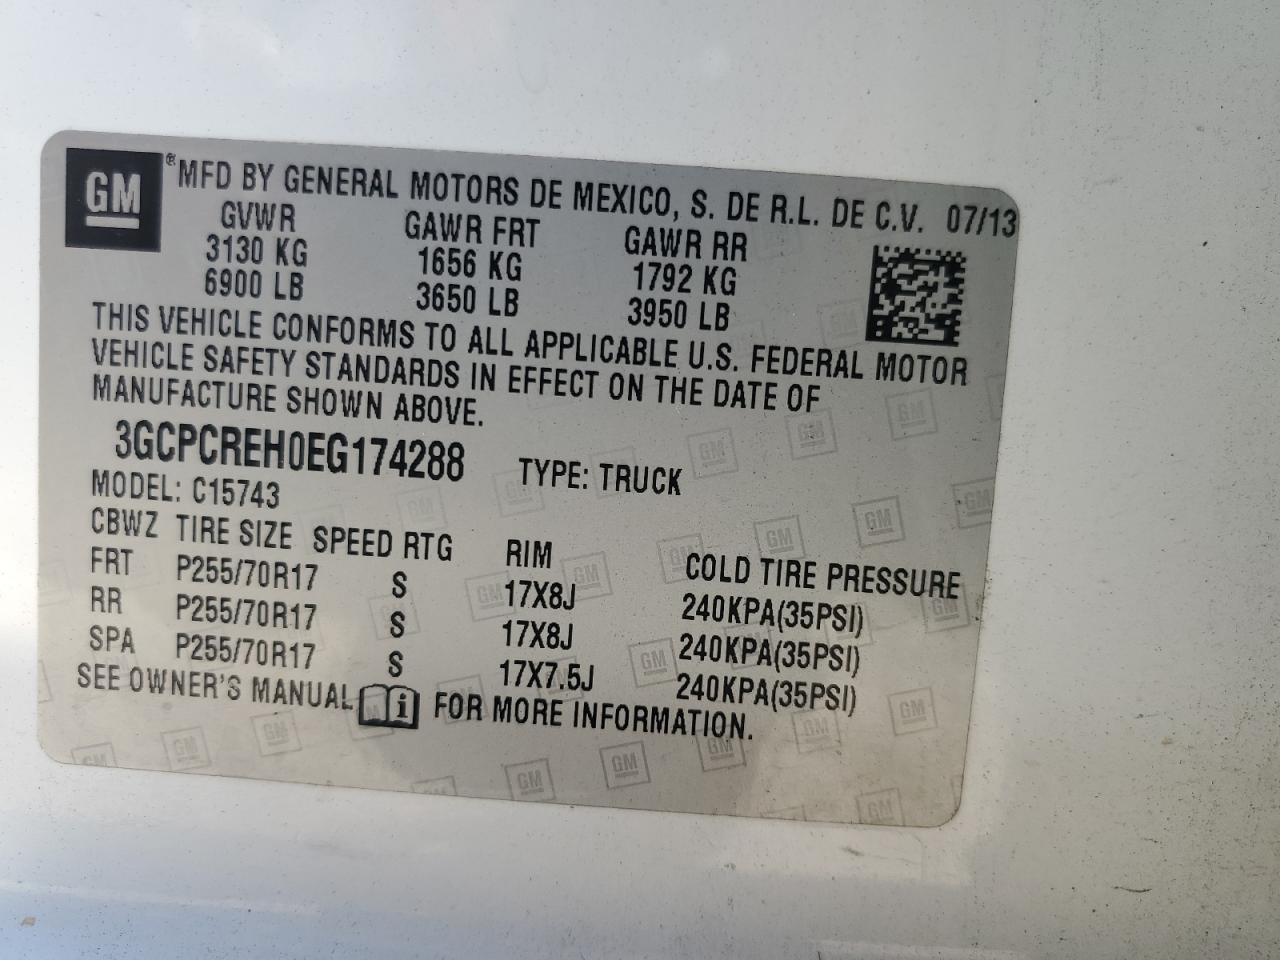 GM ® MFD BY GENERAL MOTORS DE MEXICO, S. DE R.L. DE C.V. 07/13
GVWR GAWR FRT GAWR RR
3130 KG 1656 KG 1792 KG
6900 LB 3650 LB 3950 LB
THIS VEHICLE CONFORMS TO ALL APPLICABLE U.S. FEDERAL MOTOR
VEHICLE SAFETY STANDARDS IN EFFECT ON THE DATE OF
MANUFACTURE SHOWN ABOVE.
3GCPCREH0EG174288 TYPE: TRUCK
MODEL: C15743
CBWZ TIRE SIZE SPEED RTG RIM COLD TIRE PRESSURE
FRT P255/70R17 S 17X8J 240KPA(35PSI)
RR P255/70R17 S 17X8J 240KPA(35PSI)
SPA P255/70R17 S 17X7.5J 240KPA(35PSI)
SEE OWNER'S MANUAL i FOR MORE INFORMATION.